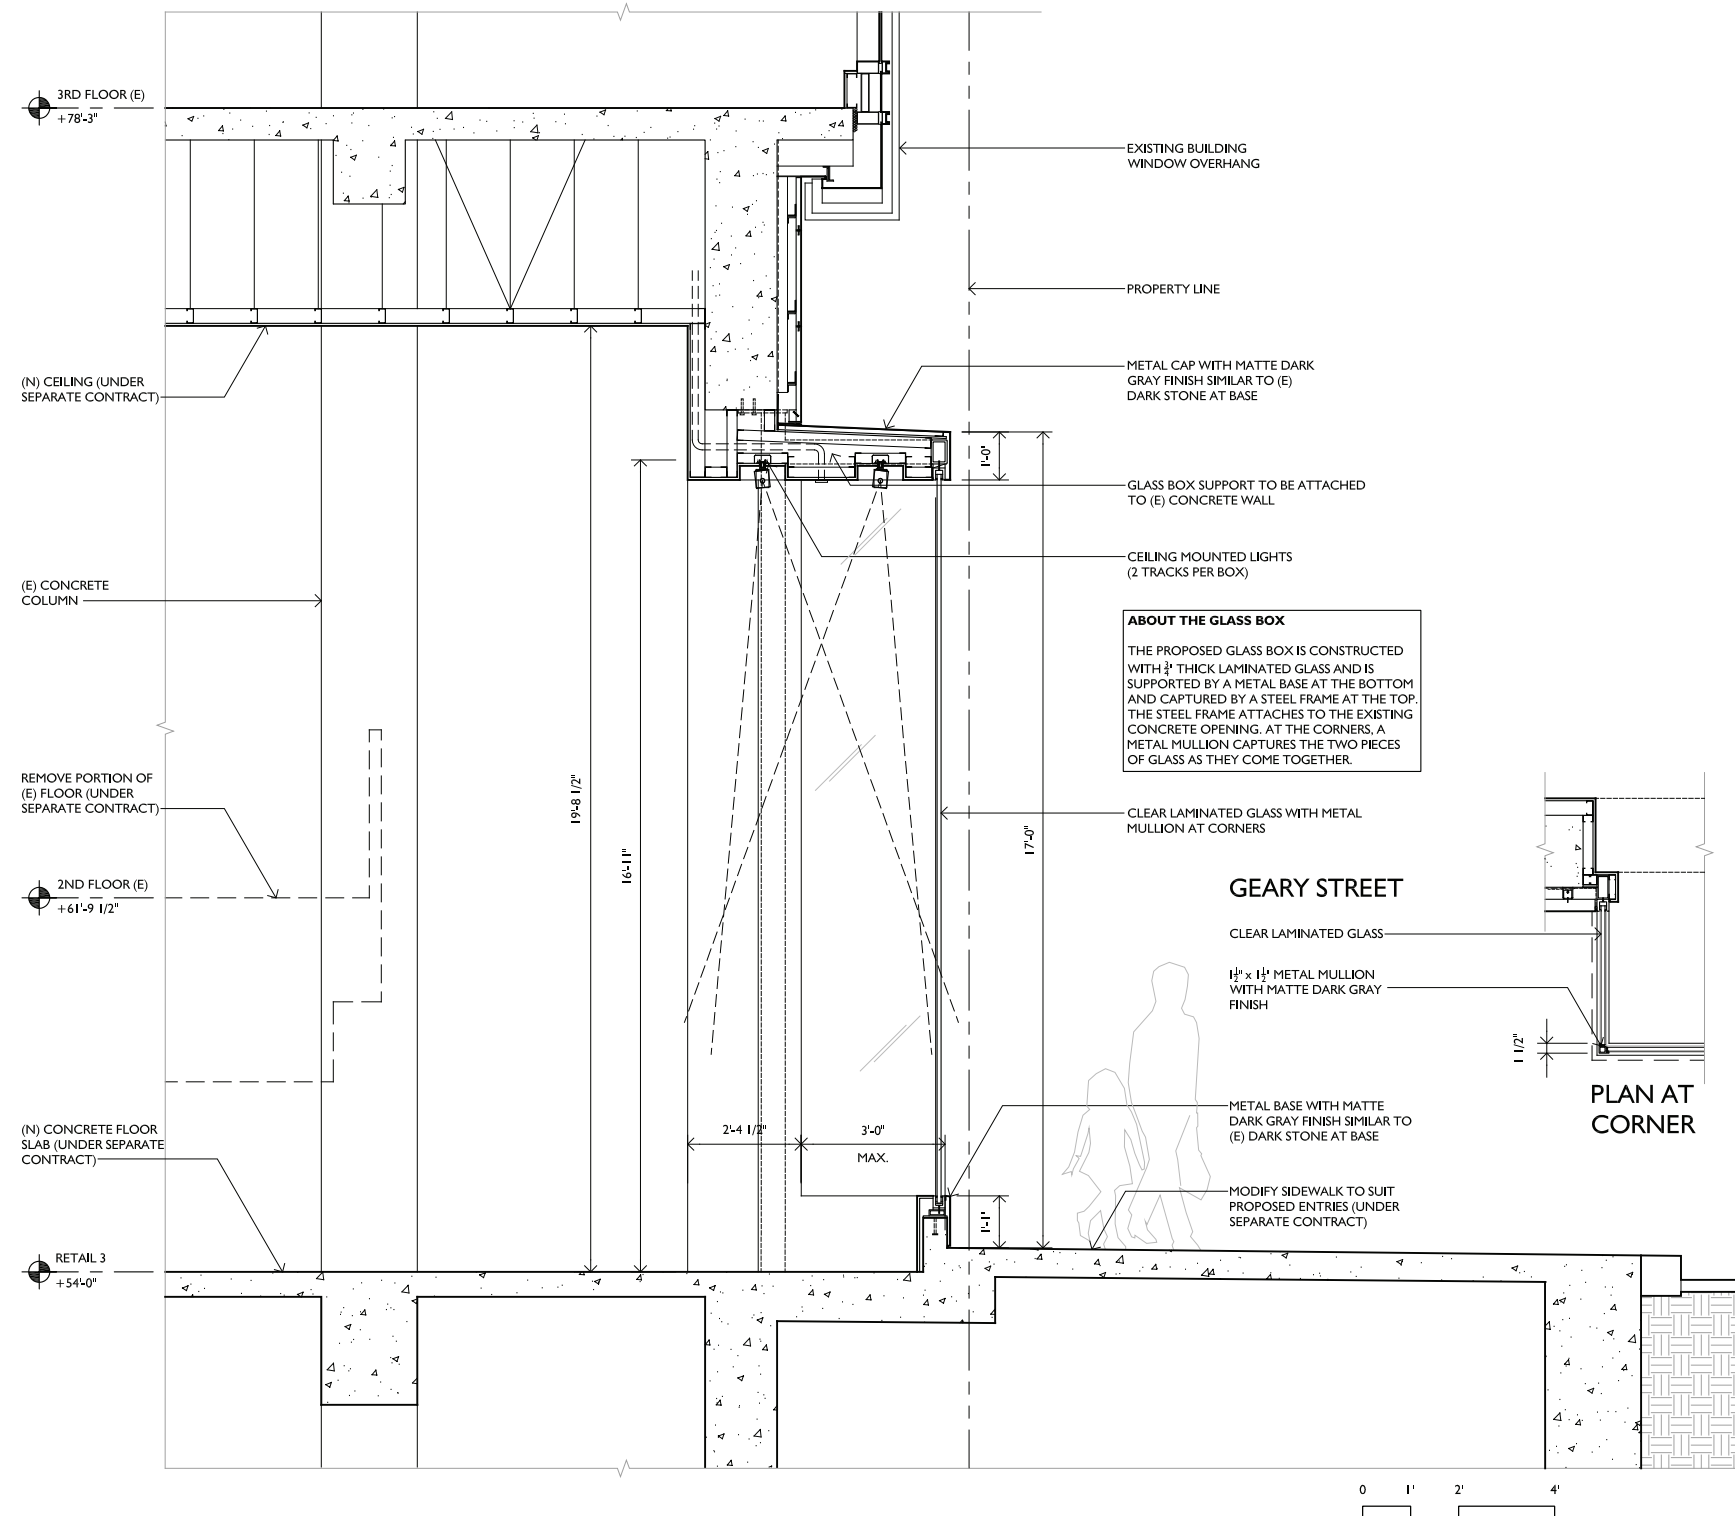 3RD FLOOR (E)
+78'-3"
EXISTING BUILDING
WINDOW OVERHANG
PROPERTY LINE
METAL CAP WITH MATTE DARK
GRAY FINISH SIMILAR TO (E)
DARK STONE AT BASE
(N) CEILING (UNDER
SEPARATE CONTRACT)
1'-0"
GLASS BOX SUPPORT TO BE ATTACHED
TO (E) CONCRETE WALL
CEILING MOUNTED LIGHTS
(2 TRACKS PER BOX)
(E) CONCRETE
COLUMN
ABOUT THE GLASS BOX
THE PROPOSED GLASS BOX IS CONSTRUCTED
WITH 3/4" THICK LAMINATED GLASS AND IS
SUPPORTED BY A METAL BASE AT THE BOTTOM
AND CAPTURED BY A STEEL FRAME AT THE TOP.
THE STEEL FRAME ATTACHES TO THE EXISTING
CONCRETE OPENING. AT THE CORNERS, A
METAL MULLION CAPTURES THE TWO PIECES
OF GLASS AS THEY COME TOGETHER.
REMOVE PORTION OF
(E) FLOOR (UNDER
SEPARATE CONTRACT)
19'-8 1/2"
16'-11"
17'-0"
CLEAR LAMINATED GLASS WITH METAL
MULLION AT CORNERS
2ND FLOOR (E)
+61'-9 1/2"
GEARY STREET
CLEAR LAMINATED GLASS
1 1/2" x 1 1/2" METAL MULLION
WITH MATTE DARK GRAY
FINISH
1 1/2"
PLAN AT
CORNER
(N) CONCRETE FLOOR
SLAB (UNDER SEPARATE
CONTRACT)
2'-4 1/2"
3'-0"
MAX.
METAL BASE WITH MATTE
DARK GRAY FINISH SIMILAR TO
(E) DARK STONE AT BASE
1'-1"
MODIFY SIDEWALK TO SUIT
PROPOSED ENTRIES (UNDER
SEPARATE CONTRACT)
RETAIL 3
+54'-0"
0 1' 2' 4'